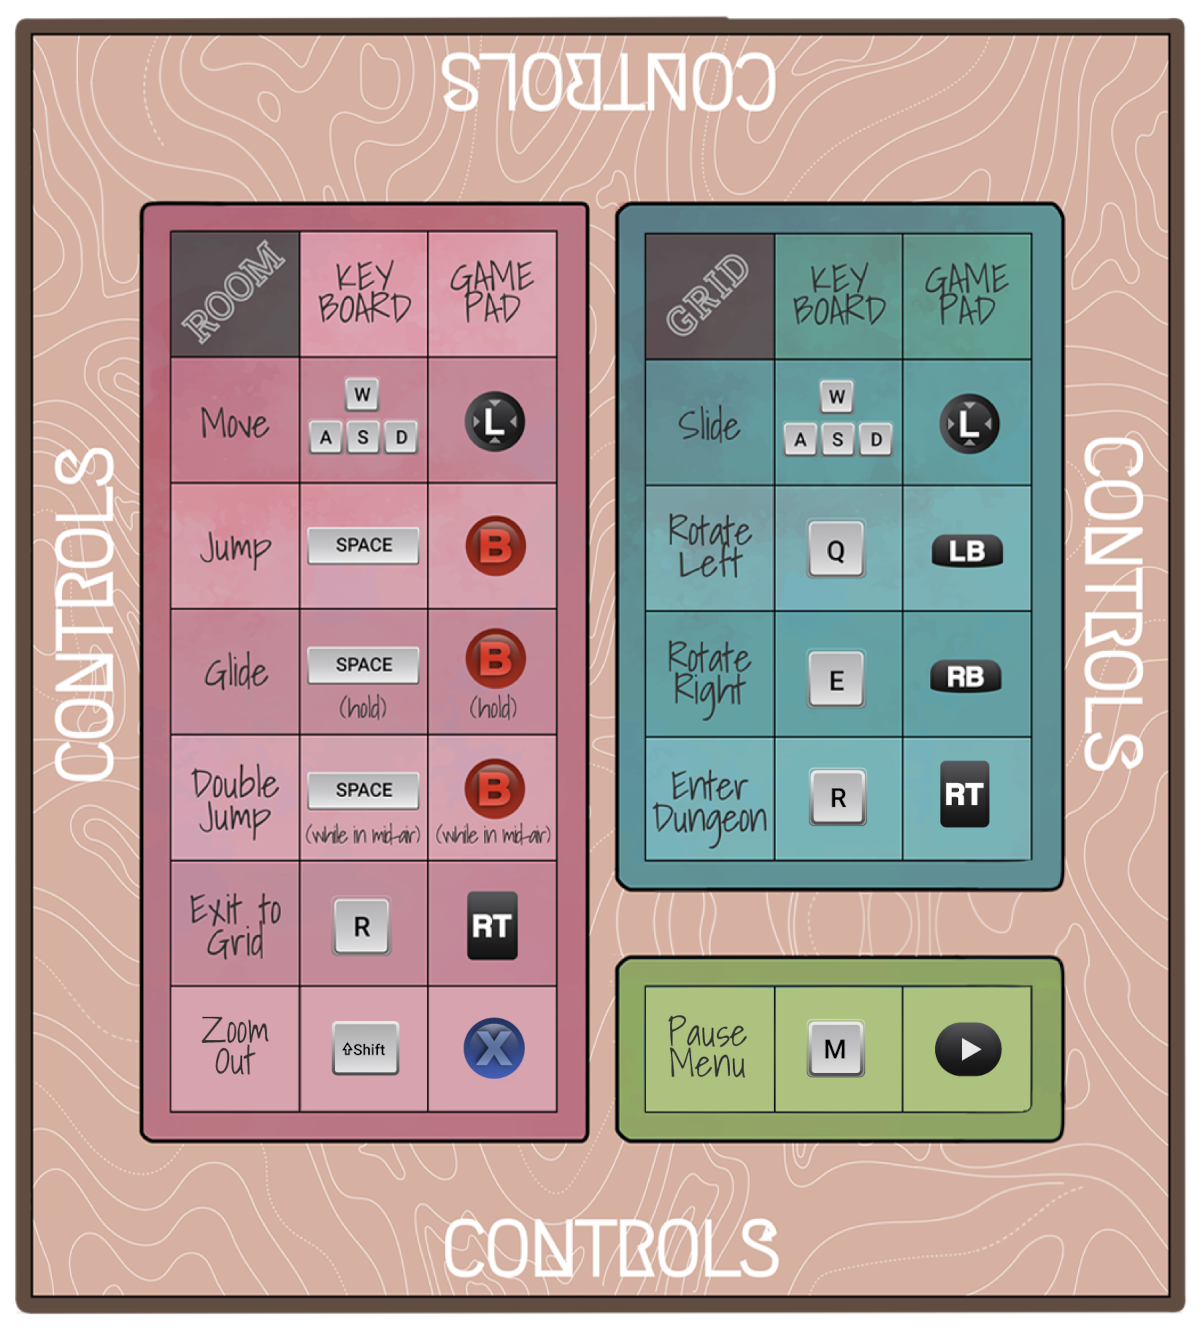 CONTROLS
CONTROLS
ROOM
KEY
BOARD
GAME
PAD
Move
W
A S D
L
Jump
SPACE
B
Glide
SPACE
(hold)
B
(hold)
Double
Jump
SPACE
(while in mid-air)
B
(while in mid-air)
Exit to
Grid
R
RT
Zoom
Out
⇧Shift
X
GRID
KEY
BOARD
GAME
PAD
Slide
W
A S D
L
Rotate
Left
Q
LB
Rotate
Right
E
RB
Enter
Dungeon
R
RT
Pause
Menu
M
CONTROLS
CONTROLS